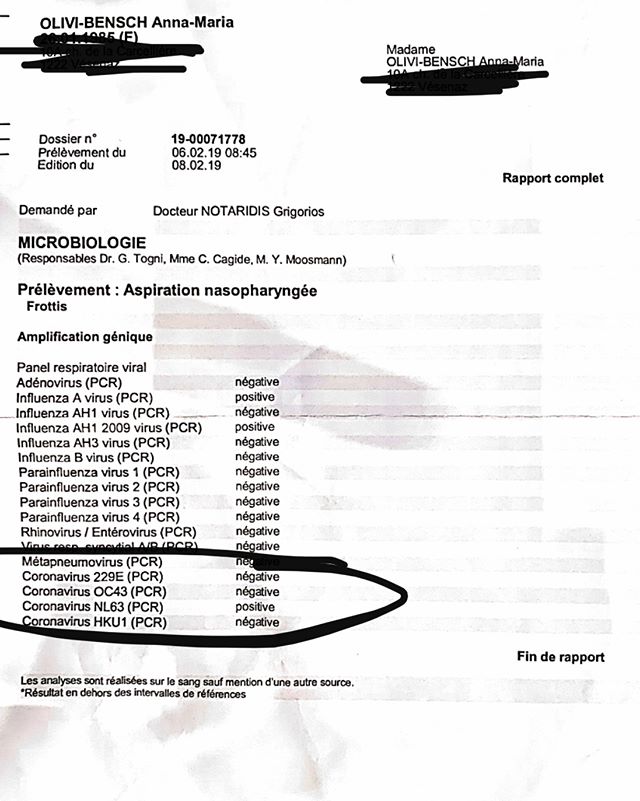 OLIVI-BENSCH Anna-Maria
Madame
OLIVI-BENSCH Anna-Maria
Dossier n° 19-00071778
Prélèvement du 06.02.19 08:45
Edition du 08.02.19
Rapport complet
Demandé par Docteur NOTARIDIS Grigorios
MICROBIOLOGIE
(Responsables Dr. G. Togni, Mme C. Cagide, M. Y. Moosmann)
Prélèvement : Aspiration nasopharyngée
Frottis
Amplification génique
Panel respiratoire viral
Adénovirus (PCR) négative
Influenza A virus (PCR) positive
Influenza AH1 virus (PCR) négative
Influenza AH1 2009 virus (PCR) positive
Influenza AH3 virus (PCR) négative
Influenza B virus (PCR) négative
Parainfluenza virus 1 (PCR) négative
Parainfluenza virus 2 (PCR) négative
Parainfluenza virus 3 (PCR) négative
Parainfluenza virus 4 (PCR) négative
Rhinovirus / Entérovirus (PCR) négative
Virus resp. syncytial A/B (PCR) négative
Métapneumovirus (PCR) négative
Coronavirus 229E (PCR) négative
Coronavirus OC43 (PCR) négative
Coronavirus NL63 (PCR) positive
Coronavirus HKU1 (PCR) négative
Fin de rapport
Les analyses sont réalisées sur le sang sauf mention d'une autre source.
*Résultat en dehors des intervalles de références